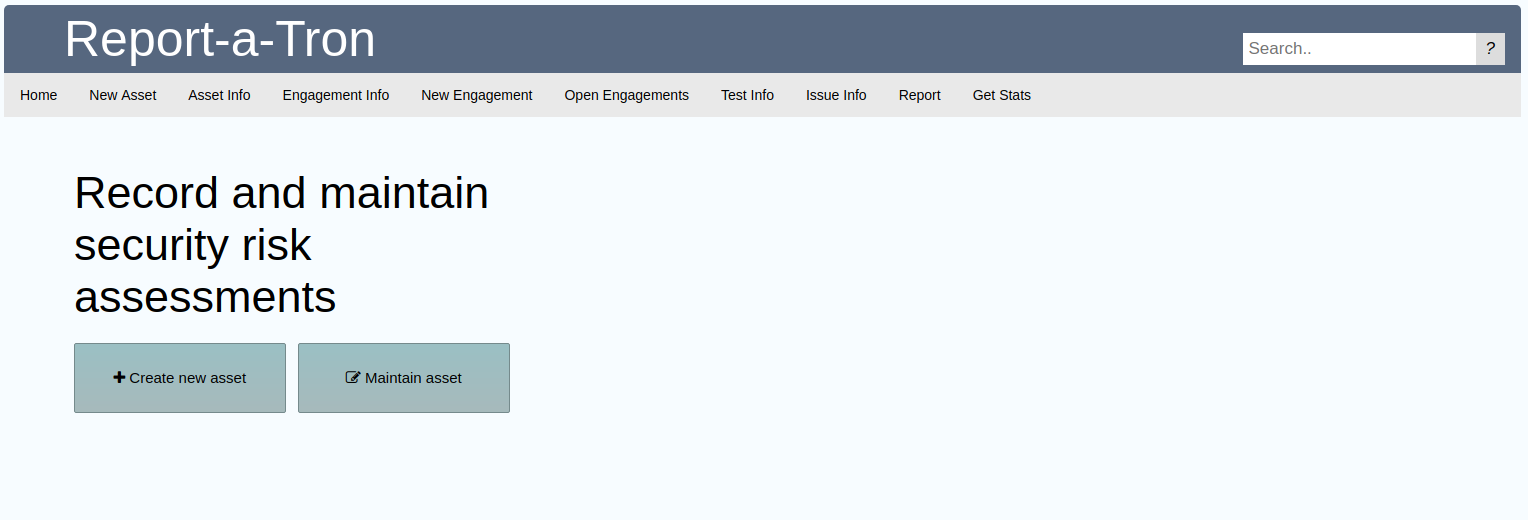 Report-a-Tron
Search.. ?
Home New Asset Asset Info Engagement Info New Engagement Open Engagements Test Info Issue Info Report Get Stats
Record and maintain
security risk
assessments
Create new asset Maintain asset